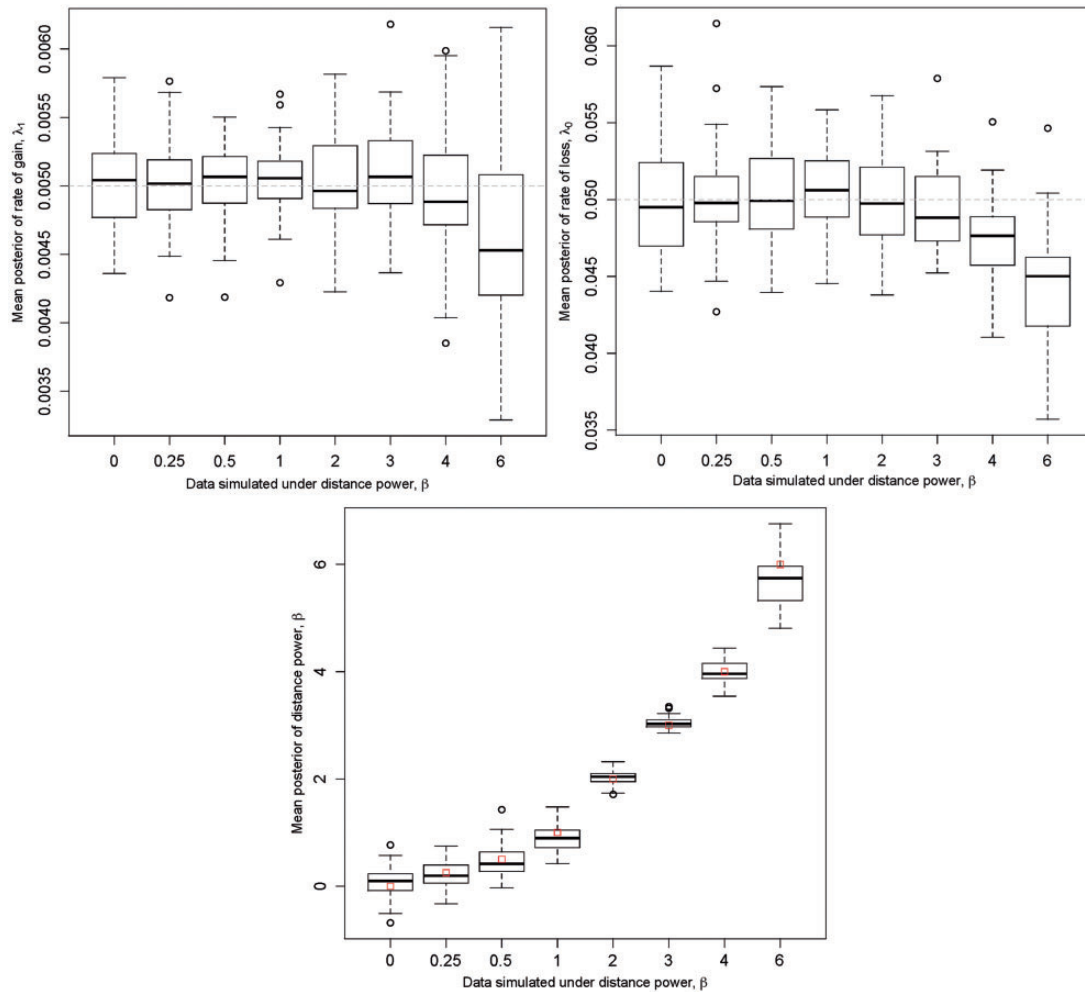 Mean posterior of rate of gain, λ1
0.0060
0.0055
0.0050
0.0045
0.0040
0.0035
0 0.25 0.5 1 2 3 4 6
Data simulated under distance power, β
Mean posterior of rate of loss, λ0
0.060
0.055
0.050
0.045
0.040
0.035
0 0.25 0.5 1 2 3 4 6
Data simulated under distance power, β
Mean posterior of distance power, β
6
4
2
0
0 0.25 0.5 1 2 3 4 6
Data simulated under distance power, β